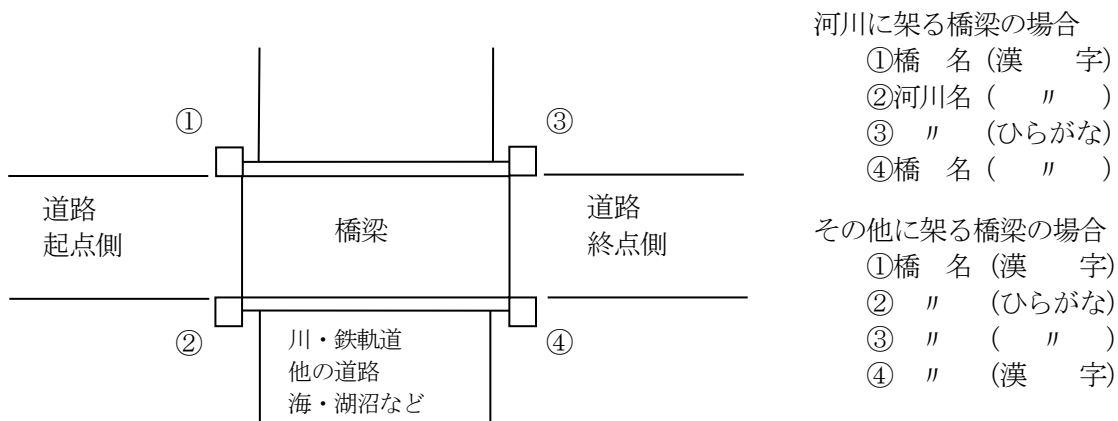 ①
③
道路
起点側
橋梁
道路
終点側
②
④
川・鉄軌道
他の道路
海・湖沼など
河川に架る橋梁の場合
①橋　名（漢　　字）
②河川名（　〃　）
③　〃　（ひらがな）
④橋　名（　〃　）
その他に架る橋梁の場合
①橋　名（漢　　字）
②　〃　（ひらがな）
③　〃　（　〃　）
④　〃　（漢　　字）